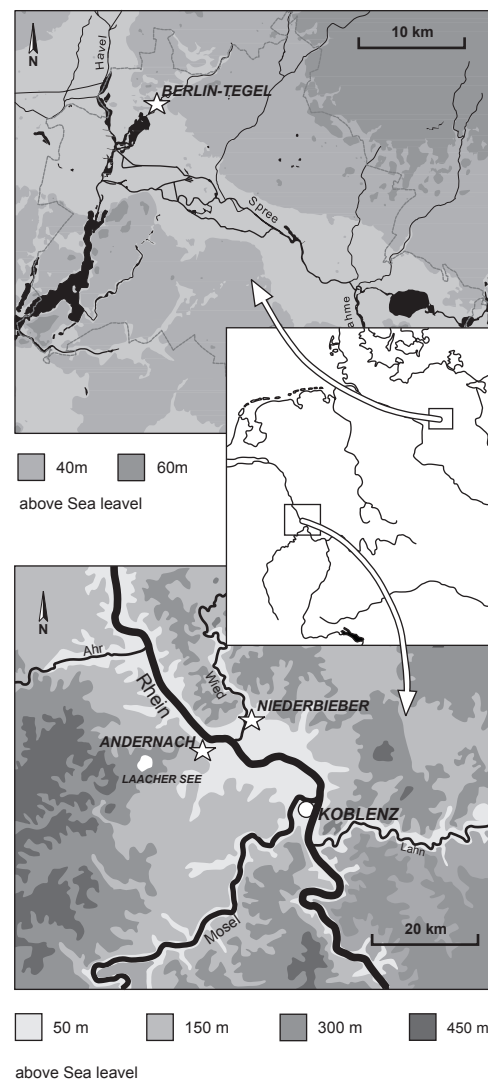 N
Havel
10 km
BERLIN-TEGEL
Spree
ahme
40m 60m
above Sea leavel
N
Ahr
Rhein
Wied
NIEDERBIEBER
ANDERNACH
LAACHER SEE
KOBLENZ
Lahn
Mosel
20 km
50 m 150 m 300 m 450 m
above Sea leavel